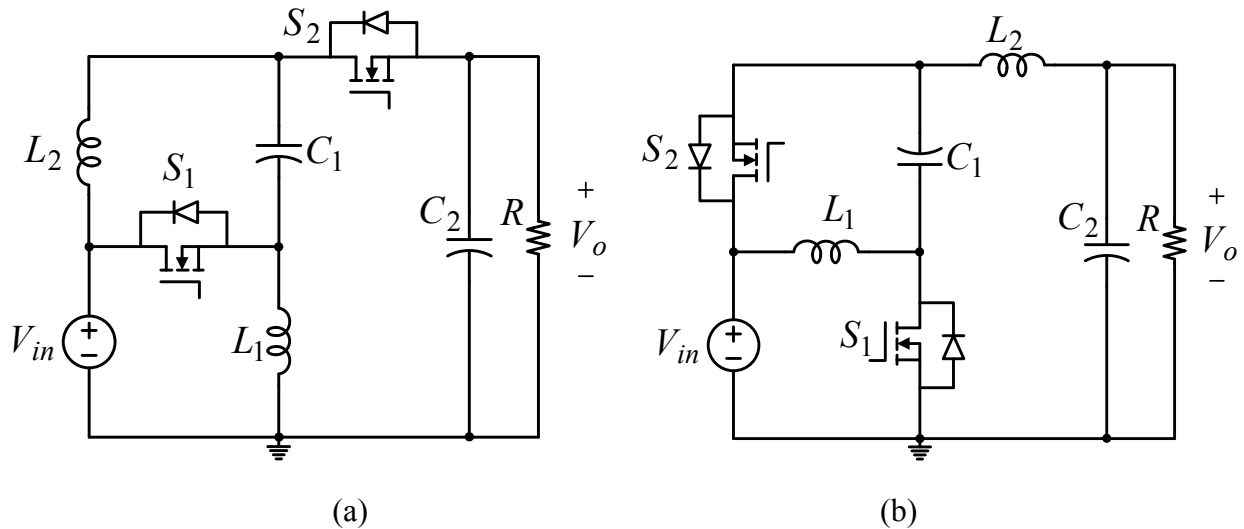 S2
L2
S1
C1
L1
Vin
+
−
C2
R
+
Vo
−
(a)
S2
L1
C1
L2
Vin
+
−
S1
C2
R
+
Vo
−
(b)